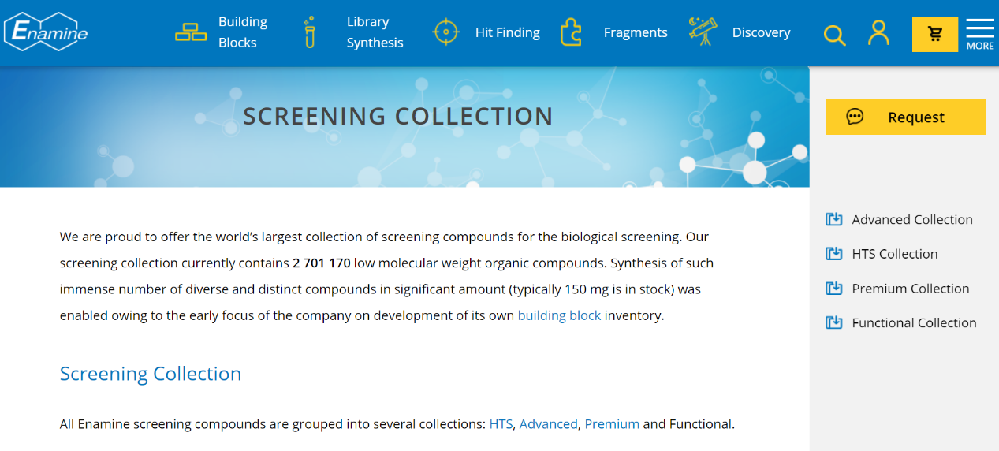 Enamine
Building
Blocks
Library
Synthesis
Hit Finding
Fragments
Discovery
MORE
SCREENING COLLECTION
Request
Advanced Collection
HTS Collection
Premium Collection
Functional Collection
We are proud to offer the world's largest collection of screening compounds for the biological screening. Our
screening collection currently contains 2 701 170 low molecular weight organic compounds. Synthesis of such
immense number of diverse and distinct compounds in significant amount (typically 150 mg is in stock) was
enabled owing to the early focus of the company on development of its own building block inventory.
Screening Collection
All Enamine screening compounds are grouped into several collections: HTS, Advanced, Premium and Functional.